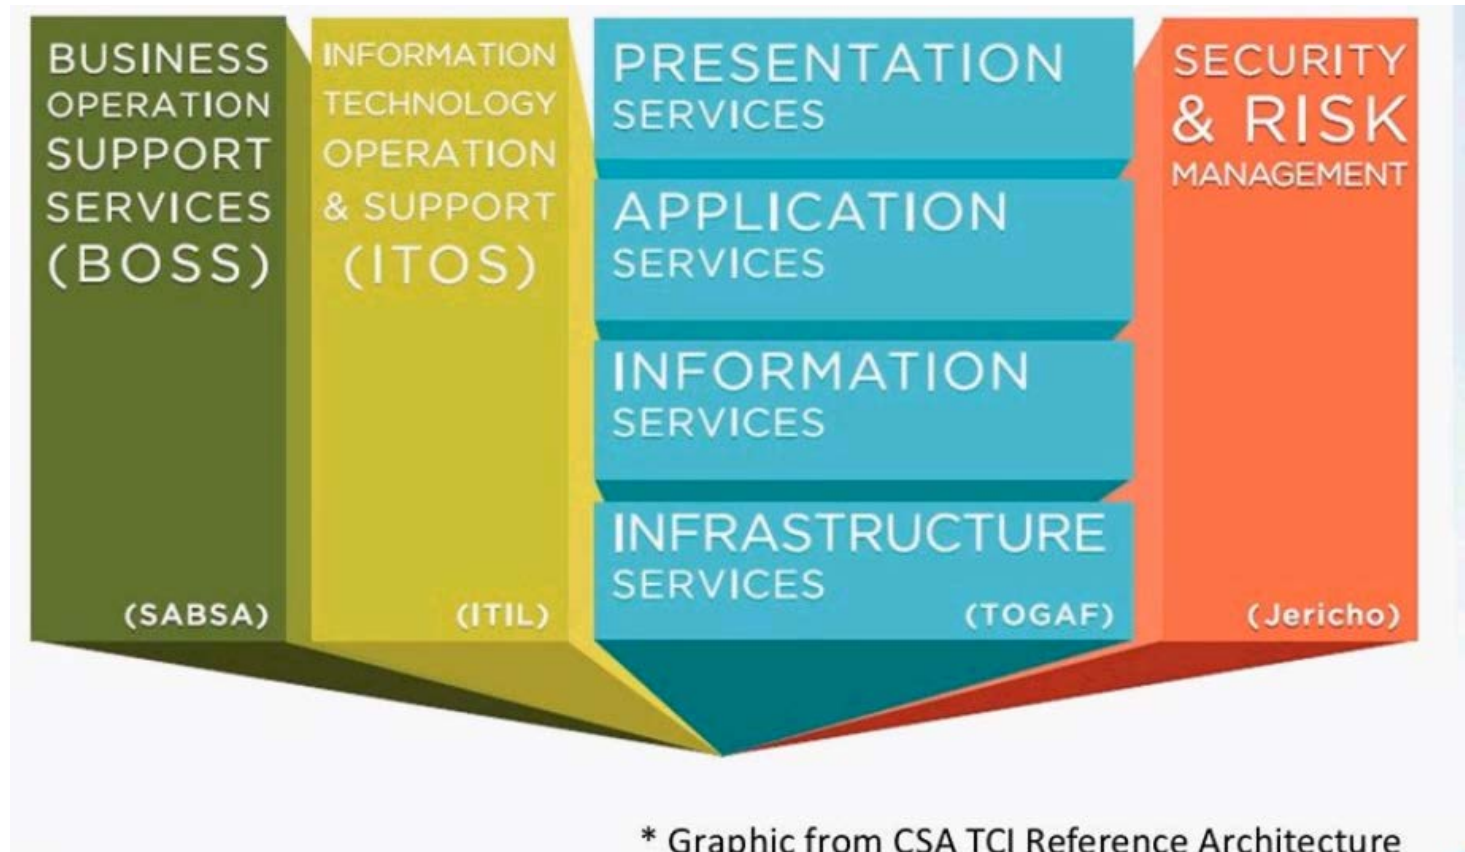 BUSINESS
OPERATION
SUPPORT
SERVICES
(BOSS)
(SABSA)
INFORMATION
TECHNOLOGY
OPERATION
& SUPPORT
(ITOS)
(ITIL)
PRESENTATION
SERVICES
APPLICATION
SERVICES
INFORMATION
SERVICES
INFRASTRUCTURE
SERVICES
(TOGAF)
SECURITY
& RISK
MANAGEMENT
(Jericho)
* Graphic from CSA TCI Reference Architecture